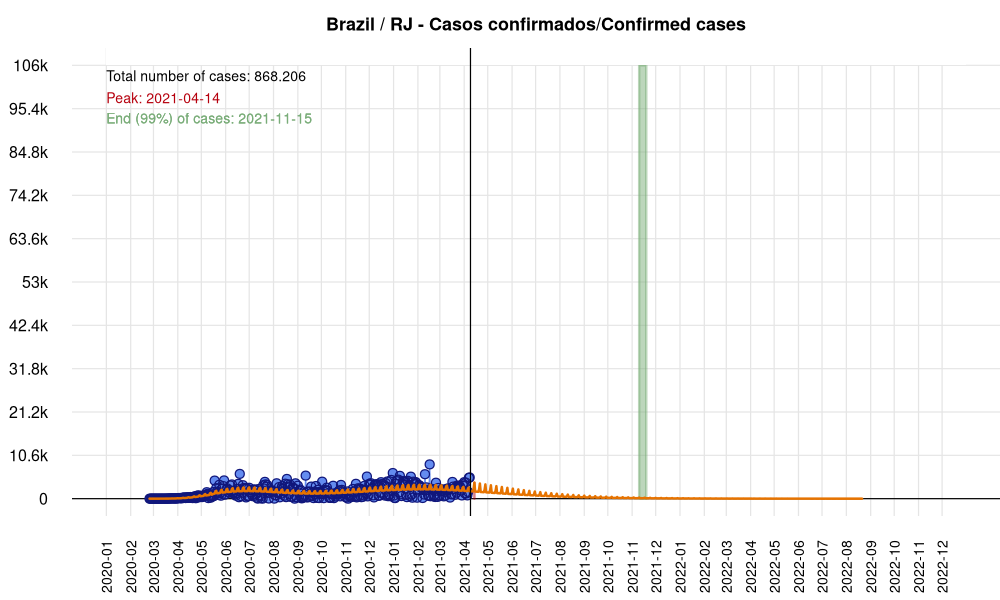 Brazil / RJ - Casos confirmados/Confirmed cases
106k
Total number of cases: 868.206
Peak: 2021-04-14
95.4k
End (99%) of cases: 2021-11-15
84.8k
74.2k
63.6k
53k
42.4k
31.8k
21.2k
10.6k
0
2020-01
2020-02
2020-03
2020-04
2020-05
2020-06
2020-07
2020-08
2020-09
2020-10
2020-11
2020-12
2021-01
2021-02
2021-03
2021-04
2021-05
2021-06
2021-07
2021-08
2021-09
2021-10
2021-11
2021-12
2022-01
2022-02
2022-03
2022-04
2022-05
2022-06
2022-07
2022-08
2022-09
2022-10
2022-11
2022-12